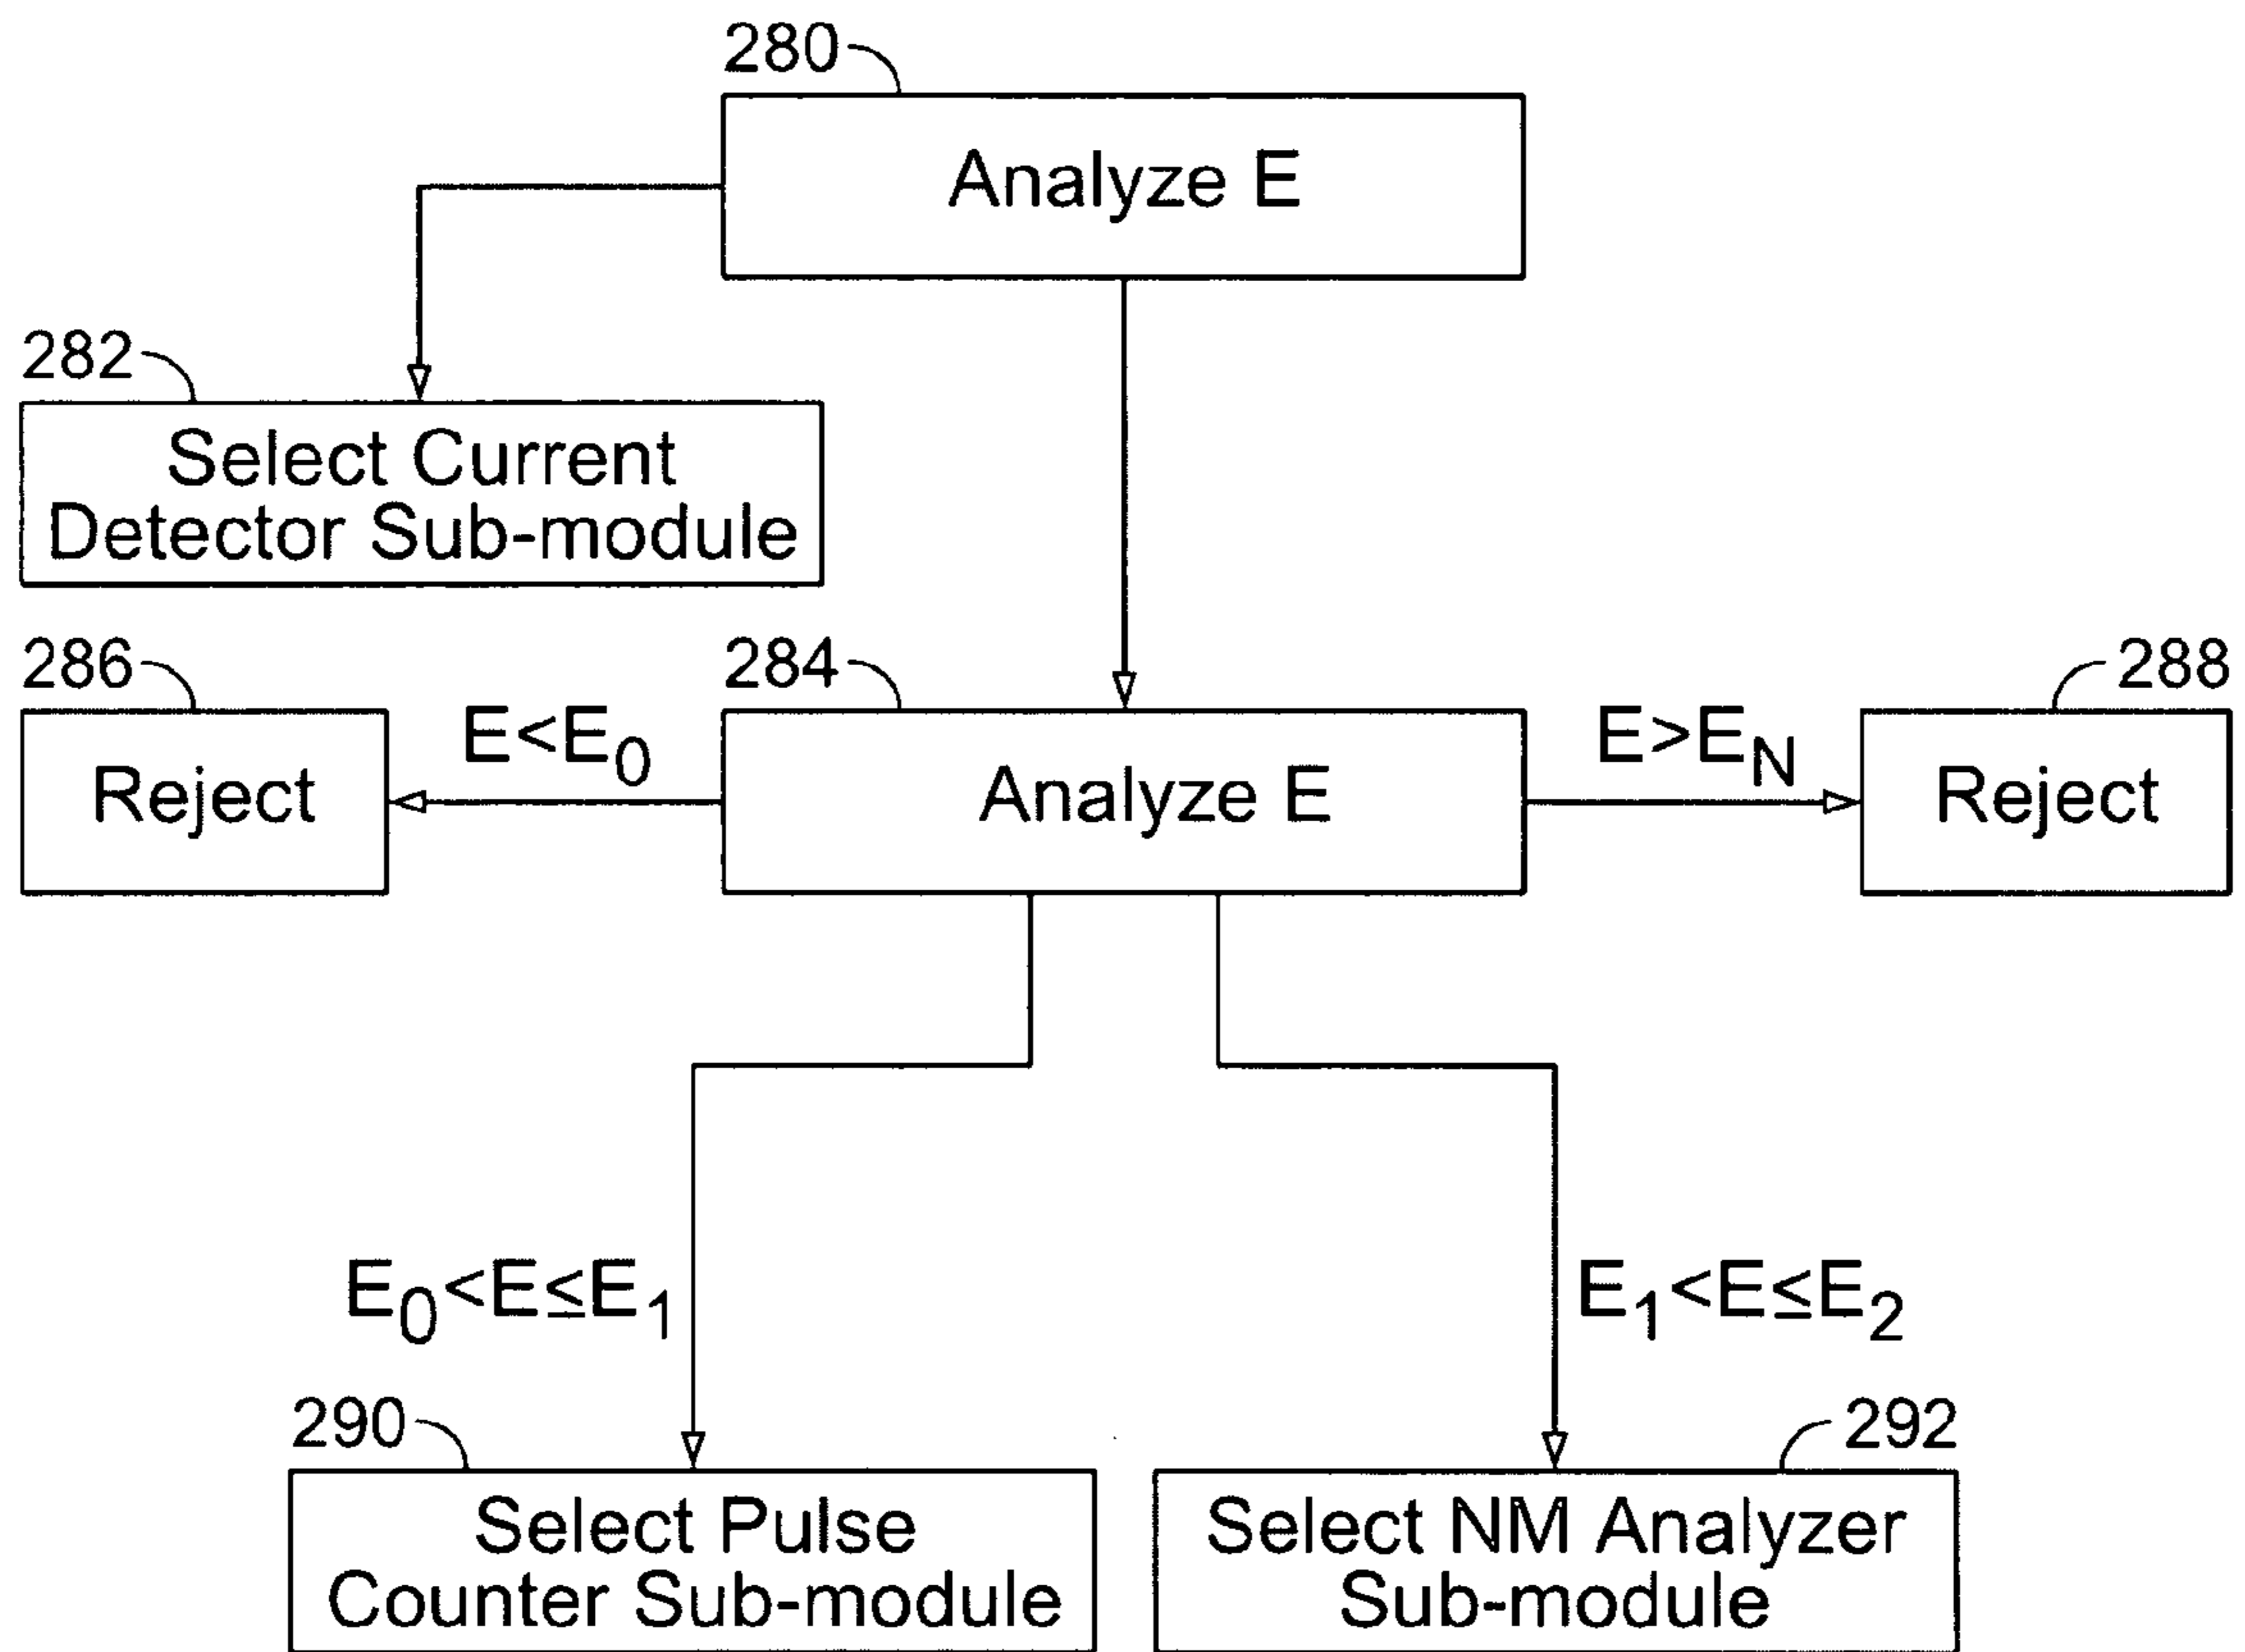 280
Analyze E
282
Select Current
Detector Sub-module
286
284
288
Reject
E<E₀
Analyze E
E>E_N
Reject
E₀<E≤E₁
E₁<E≤E₂
290
292
Select Pulse
Counter Sub-module
Select NM Analyzer
Sub-module